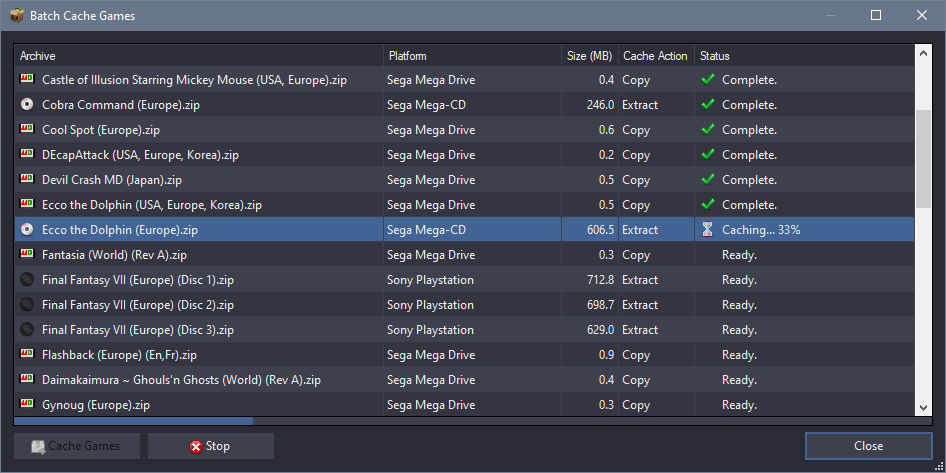 Batch Cache Games
Archive Platform Size (MB) Cache Action Status
Castle of Illusion Starring Mickey Mouse (USA, Europe).zip Sega Mega Drive 0.4 Copy Complete.
Cobra Command (Europe).zip Sega Mega-CD 246.0 Extract Complete.
Cool Spot (Europe).zip Sega Mega Drive 0.6 Copy Complete.
DEcapAttack (USA, Europe, Korea).zip Sega Mega Drive 0.2 Copy Complete.
Devil Crash MD (Japan).zip Sega Mega Drive 0.5 Copy Complete.
Ecco the Dolphin (USA, Europe, Korea).zip Sega Mega Drive 0.5 Copy Complete.
Ecco the Dolphin (Europe).zip Sega Mega-CD 606.5 Extract Caching... 33%
Fantasia (World) (Rev A).zip Sega Mega Drive 0.3 Copy Ready.
Final Fantasy VII (Europe) (Disc 1).zip Sony Playstation 712.8 Extract Ready.
Final Fantasy VII (Europe) (Disc 2).zip Sony Playstation 698.7 Extract Ready.
Final Fantasy VII (Europe) (Disc 3).zip Sony Playstation 629.0 Extract Ready.
Flashback (Europe) (En,Fr).zip Sega Mega Drive 0.9 Copy Ready.
Daimakaimura ~ Ghouls'n Ghosts (World) (Rev A).zip Sega Mega Drive 0.4 Copy Ready.
Gynoug (Europe).zip Sega Mega Drive 0.3 Copy Ready.
Cache Games Stop Close